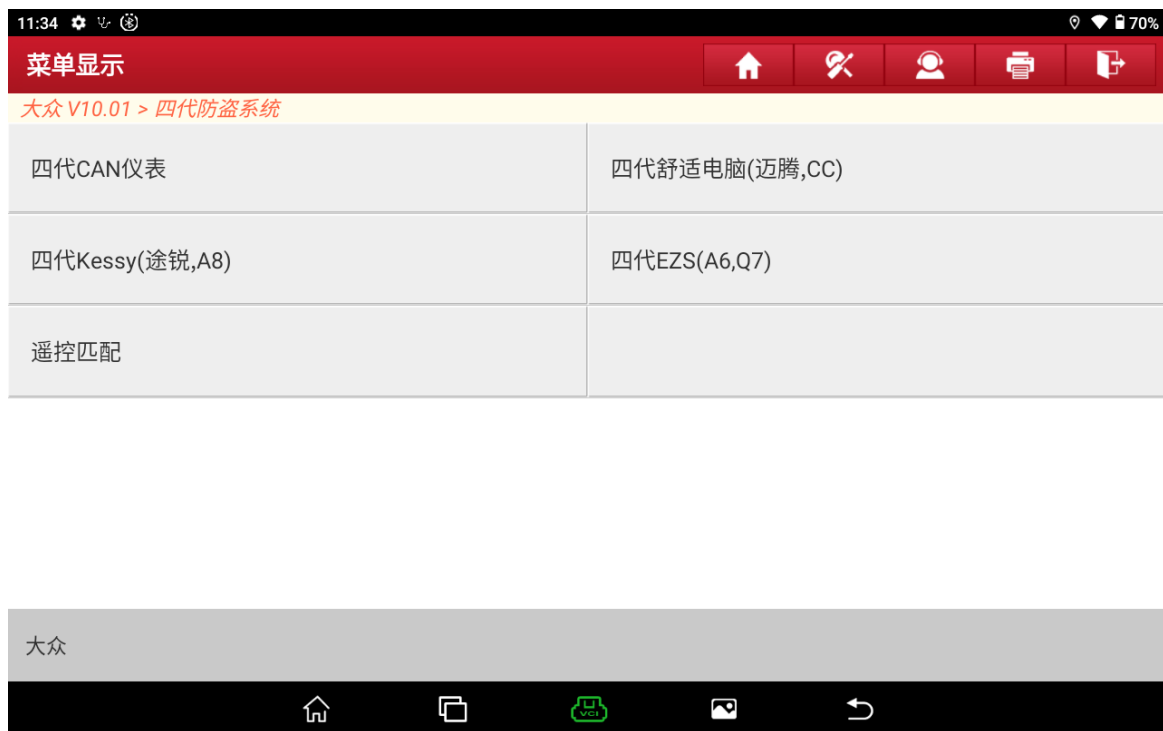 11:34 70%
菜单显示
大众 V10.01 > 四代防盗系统
四代CAN仪表 四代舒适电脑(迈腾,CC)
四代Kessy(途锐,A8) 四代EZS(A6,Q7)
遥控匹配
大众
VCI